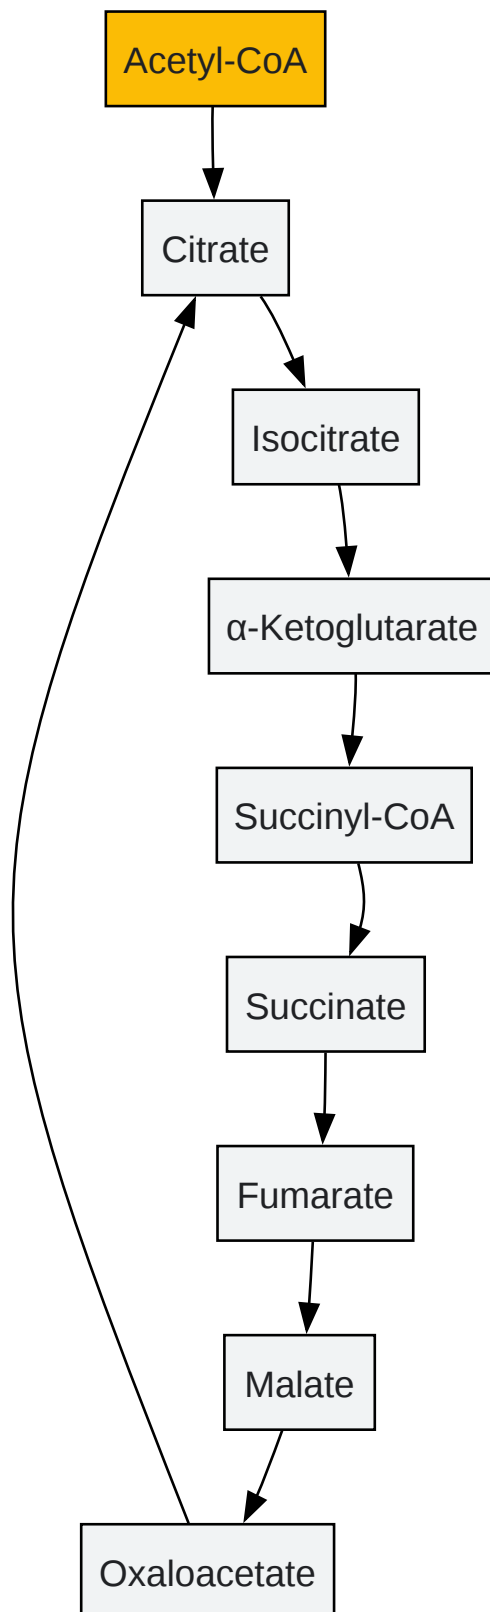 Acetyl-CoA
Citrate
Isocitrate
α-Ketoglutarate
Succinyl-CoA
Succinate
Fumarate
Malate
Oxaloacetate